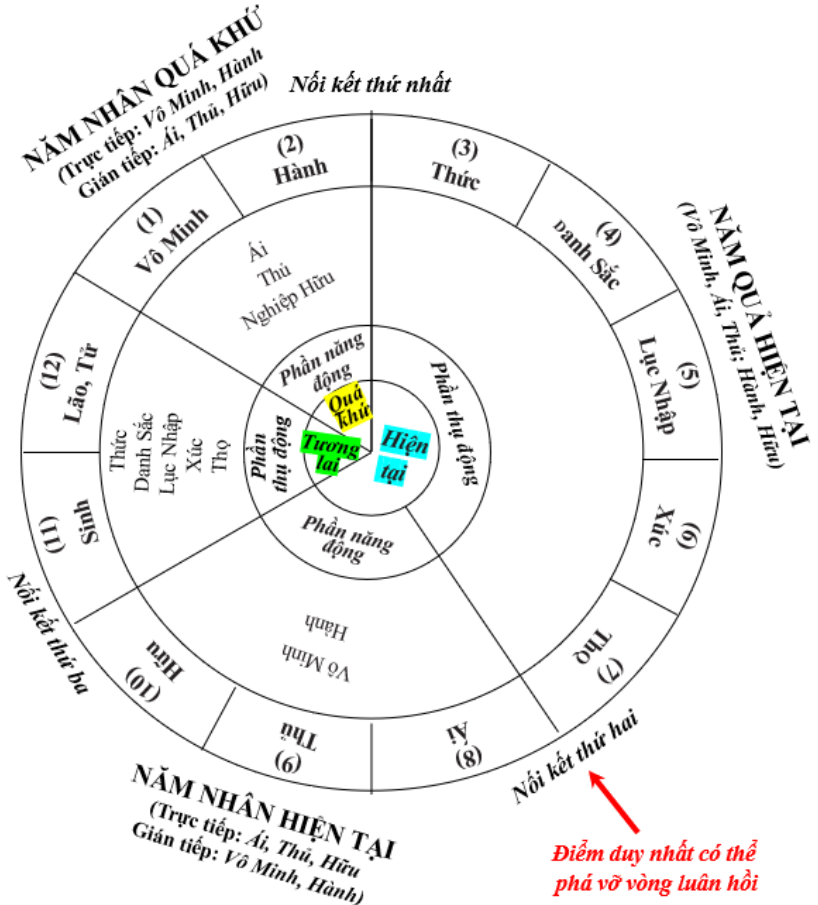 NĂM NHÂN QUÁ KHỨ
(Trực tiếp: Vô Minh, Hành
Gián tiếp: Ái, Thủ, Hữu)
Nối kết thứ nhất
(1)
Vô Minh
(2)
Hành
(3)
Thức
(4)
Danh Sắc
(5)
Lục Nhập
(6)
Xúc
(7)
Thọ
(8)
Ái
(9)
Thủ
(10)
Hữu
(11)
Sinh
(12)
Lão, Tử
NĂM QUẢ HIỆN TẠI
(Vô Minh, Ái, Thủ; Hành, Hữu)
Ái
Thủ
Nghiệp Hữu
Phần năng
động
Quá
khứ
Phần thụ động
Hiện
tại
Tương
lai
Phần
thụ động
Thức
Danh Sắc
Lục Nhập
Xúc
Thọ
Phần năng
động
Hành
Vô Minh
Nối kết thứ hai
Nối kết thứ ba
NĂM NHÂN HIỆN TẠI
(Trực tiếp: Ái, Thủ, Hữu
Gián tiếp: Vô Minh, Hành)
Điểm duy nhất có thể
phá vỡ vòng luân hồi